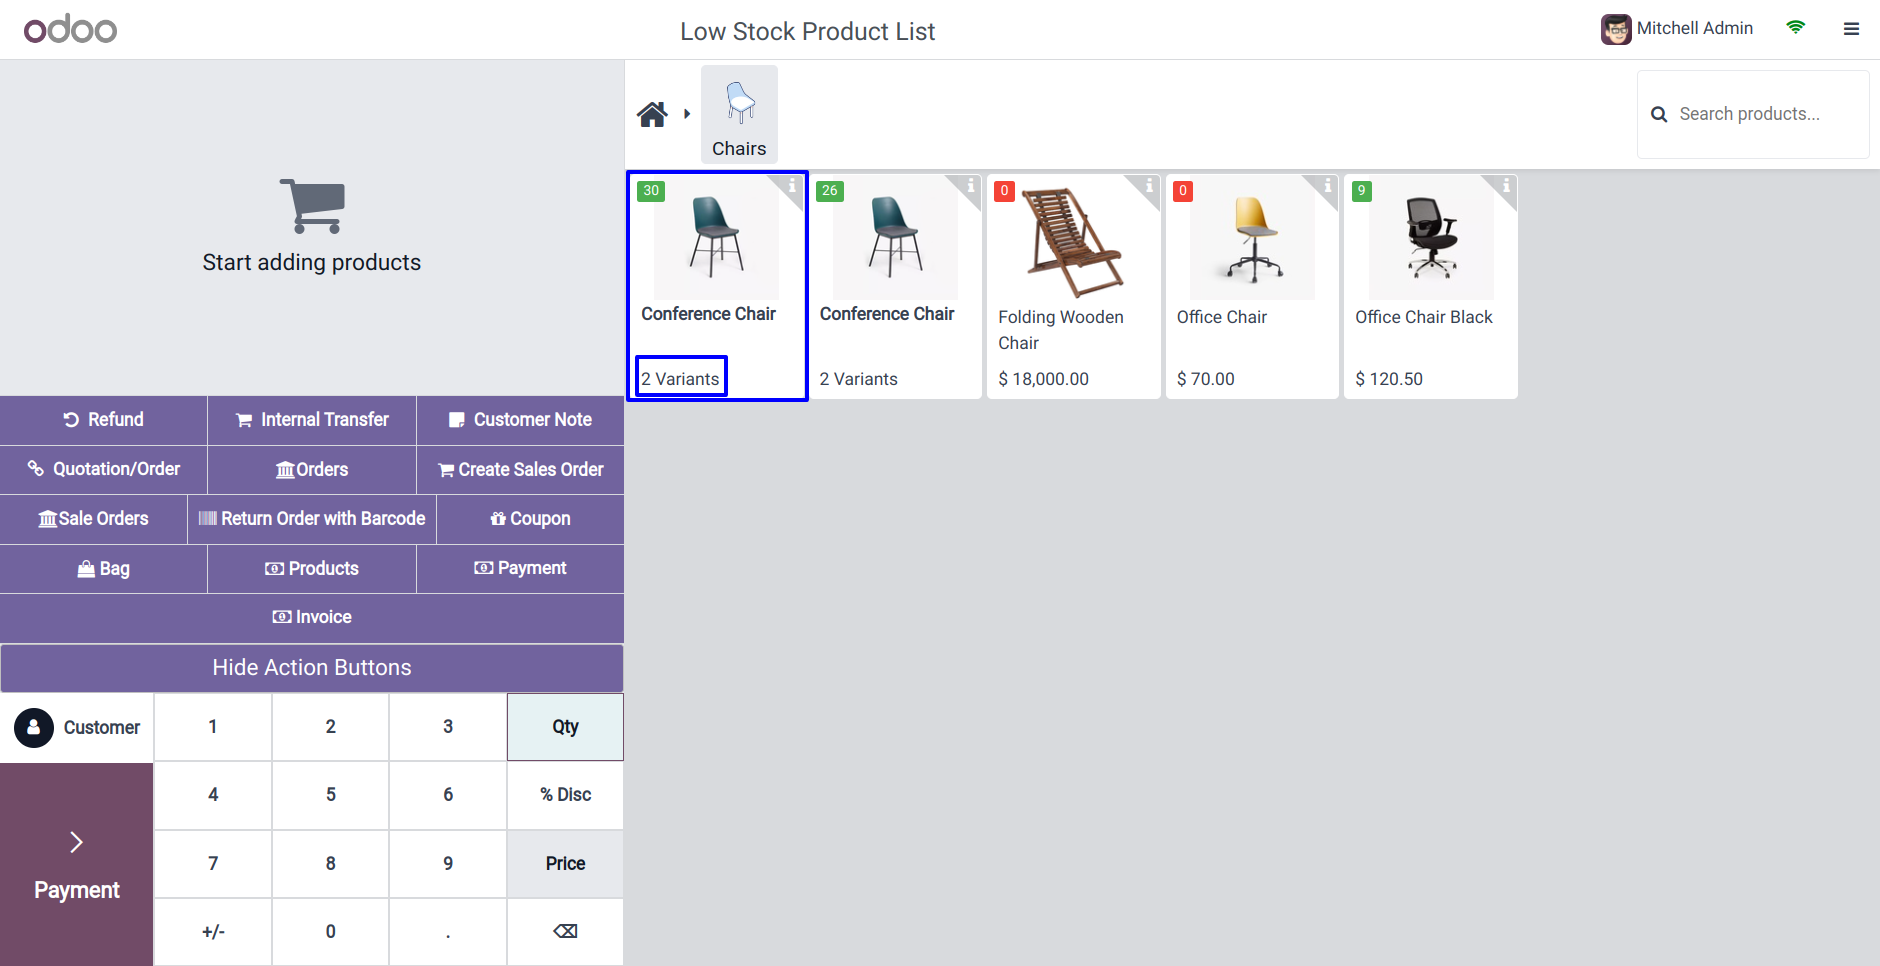 odoo
Low Stock Product List
Mitchell Admin
Chairs
Search products...
Start adding products
30
Conference Chair
2 Variants
26
Conference Chair
2 Variants
0
Folding Wooden
Chair
$ 18,000.00
0
Office Chair
$ 70.00
9
Office Chair Black
$ 120.50
Refund
Internal Transfer
Customer Note
Quotation/Order
Orders
Create Sales Order
Sale Orders
Return Order with Barcode
Coupon
Bag
Products
Payment
Invoice
Hide Action Buttons
Customer
1
2
3
Qty
4
5
6
% Disc
Payment
7
8
9
Price
+/-
0
.